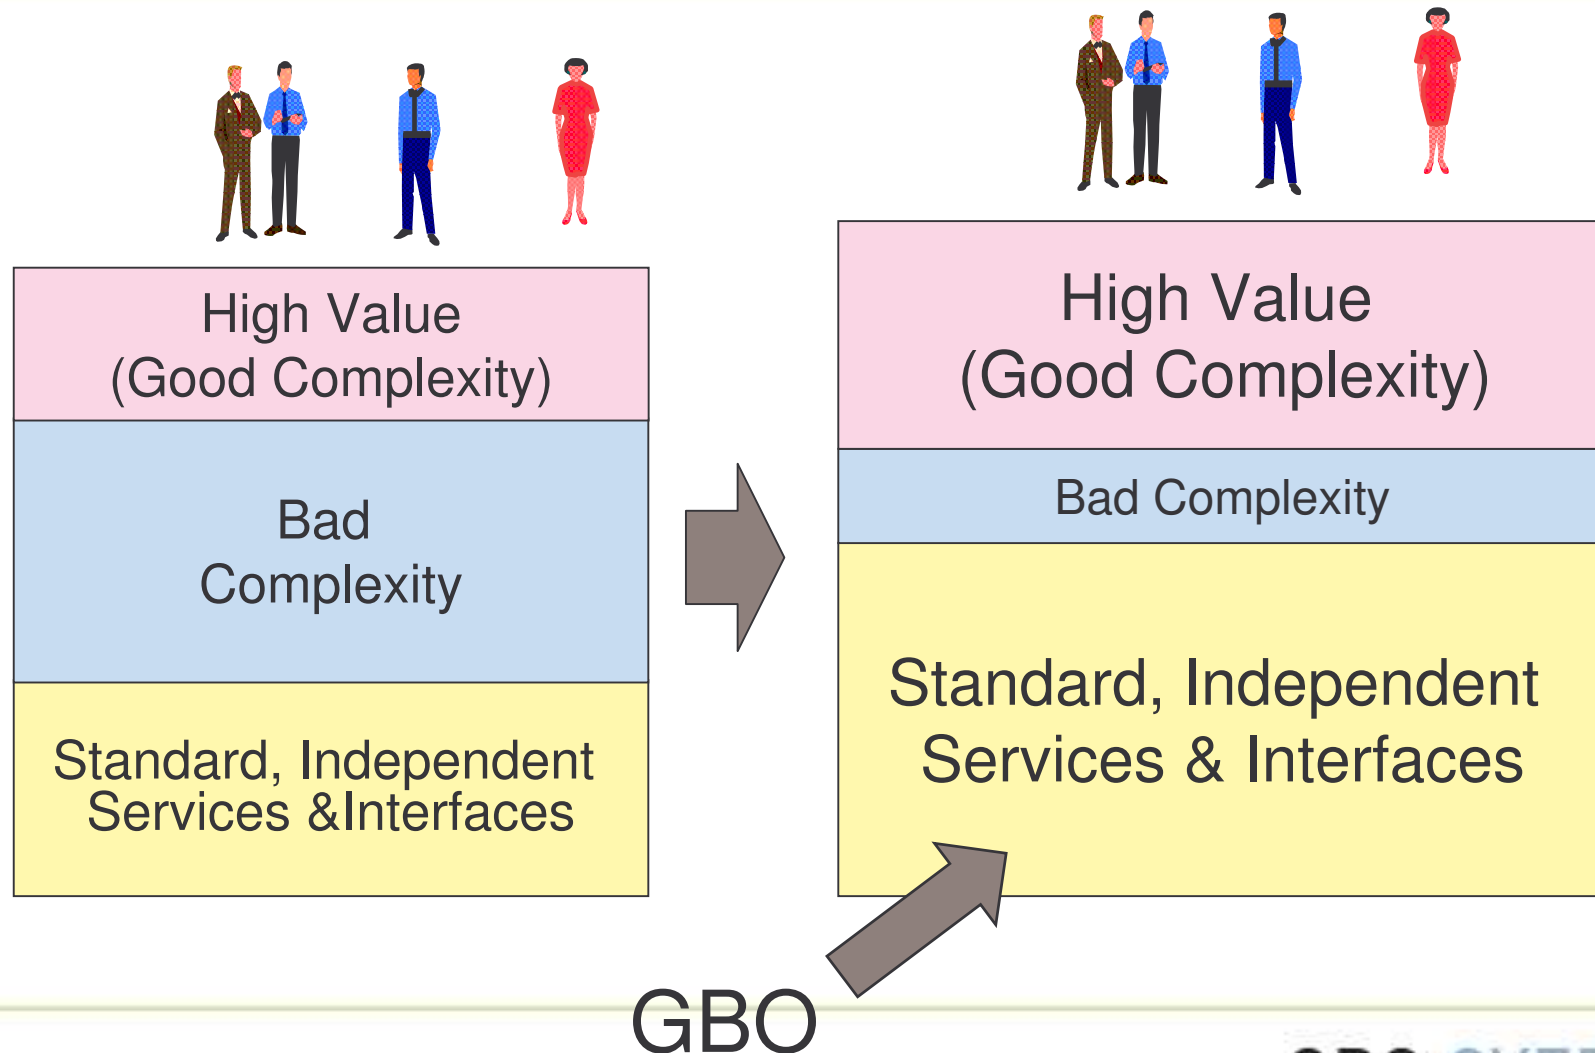 High Value
(Good Complexity)
Bad
Complexity
Standard, Independent
Services &Interfaces
High Value
(Good Complexity)
Bad Complexity
Standard, Independent
Services & Interfaces
GBO